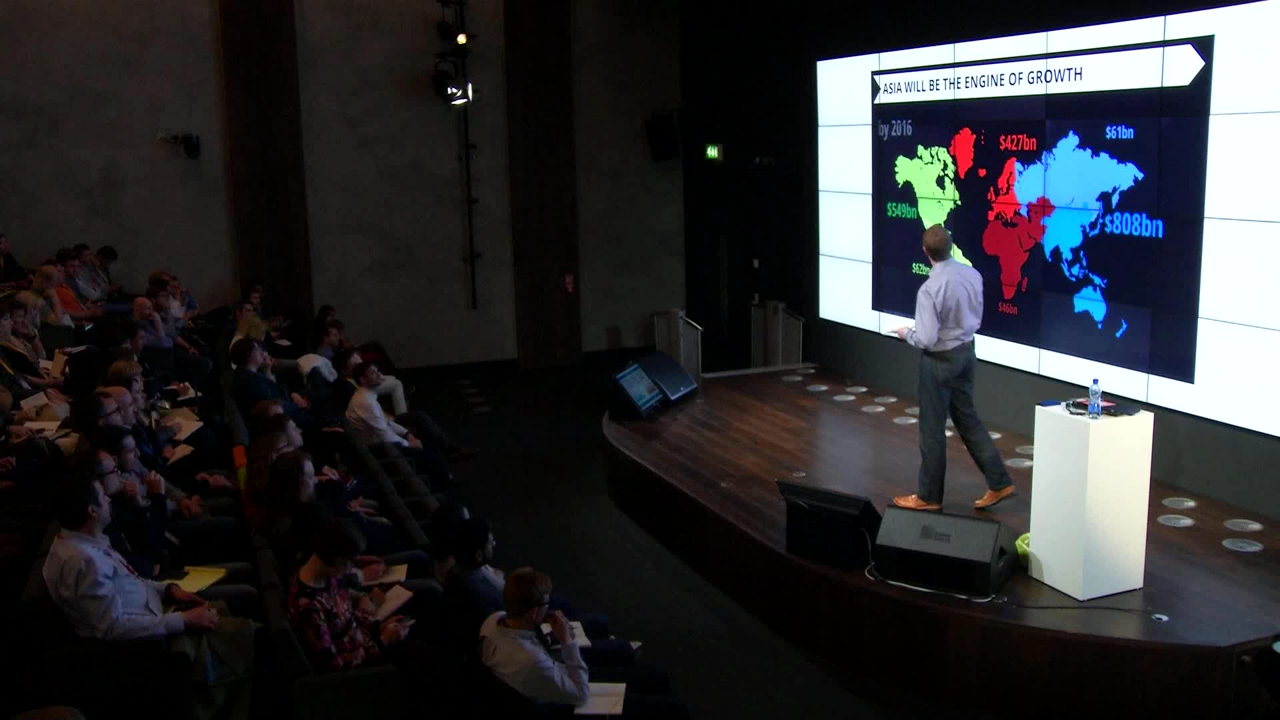 ASIA WILL BE THE ENGINE OF GROWTH
by 2016
$427bn
$61bn
$549bn
$808bn
$62bn
$46bn